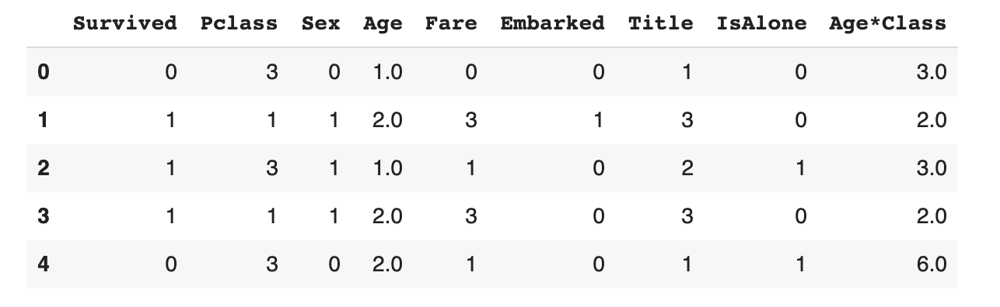 Survived Pclass Sex Age Fare Embarked Title IsAlone Age*Class
0 0 3 0 1.0 0 0 1 0 3.0
1 1 1 1 2.0 3 1 3 0 2.0
2 1 3 1 1.0 1 0 2 1 3.0
3 1 1 1 2.0 3 0 3 0 2.0
4 0 3 0 2.0 1 0 1 1 6.0